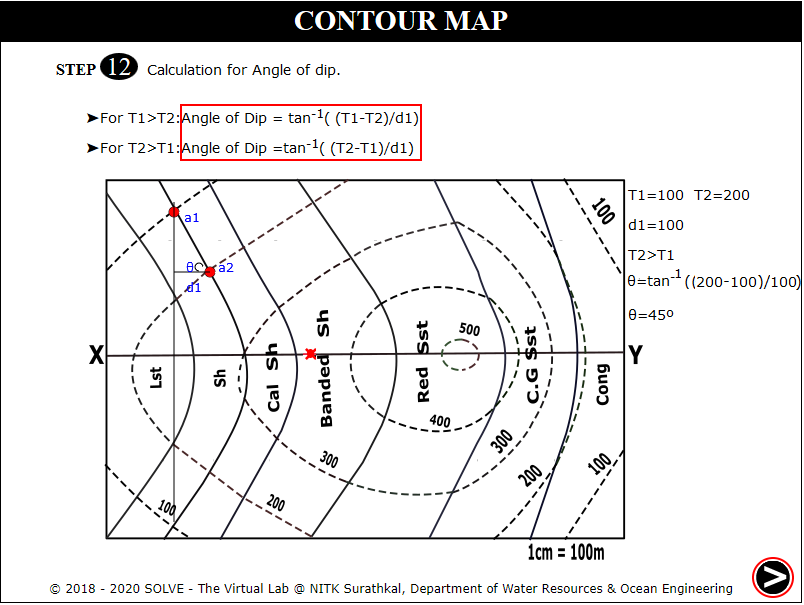 CONTOUR MAP
STEP 12 Calculation for Angle of dip.
➤For T1>T2: Angle of Dip = tan⁻¹( (T1-T2)/d1)
➤For T2>T1: Angle of Dip =tan⁻¹( (T2-T1)/d1)
T1=100 T2=200
d1=100
T2>T1
θ=tan⁻¹((200-100)/100)
θ=45º
100
a1
θ
a2
d1
500
X
Y
Lst
Sh
Cal Sh
Banded Sh
Red Sst
C.G Sst
Cong
400
300
300
200
100
200
100
1cm = 100m
© 2018 - 2020 SOLVE - The Virtual Lab @ NITK Surathkal, Department of Water Resources & Ocean Engineering